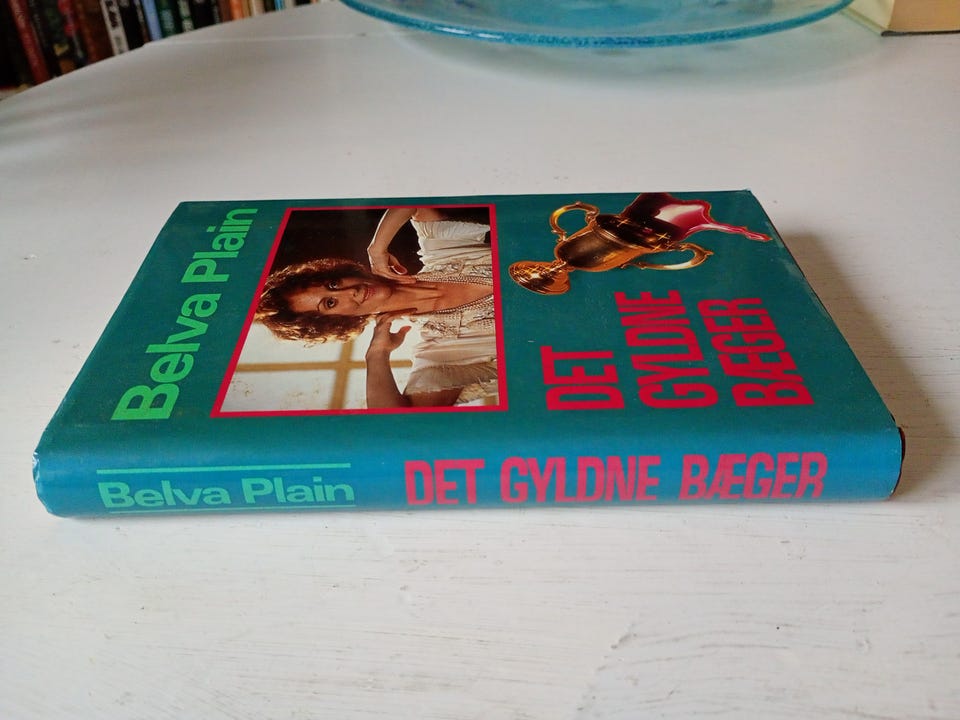 Belva Plain
DET
GYLDNE
BÆGER
Belva Plain DET GYLDNE BÆGER